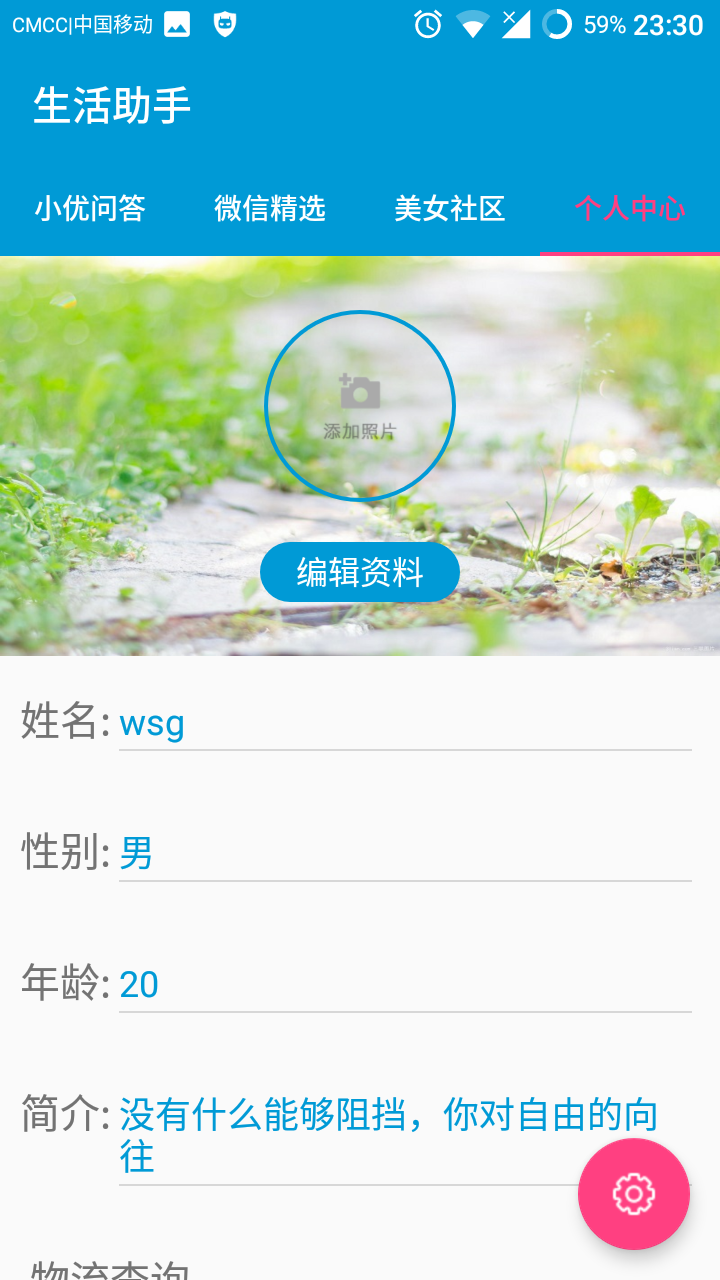 CMCC|中国移动 59% 23:30
生活助手
小优问答 微信精选 美女社区 个人中心
添加照片
编辑资料
姓名: wsg
性别: 男
年龄: 20
简介: 没有什么能够阻挡，你对自由的向
往
物流查询